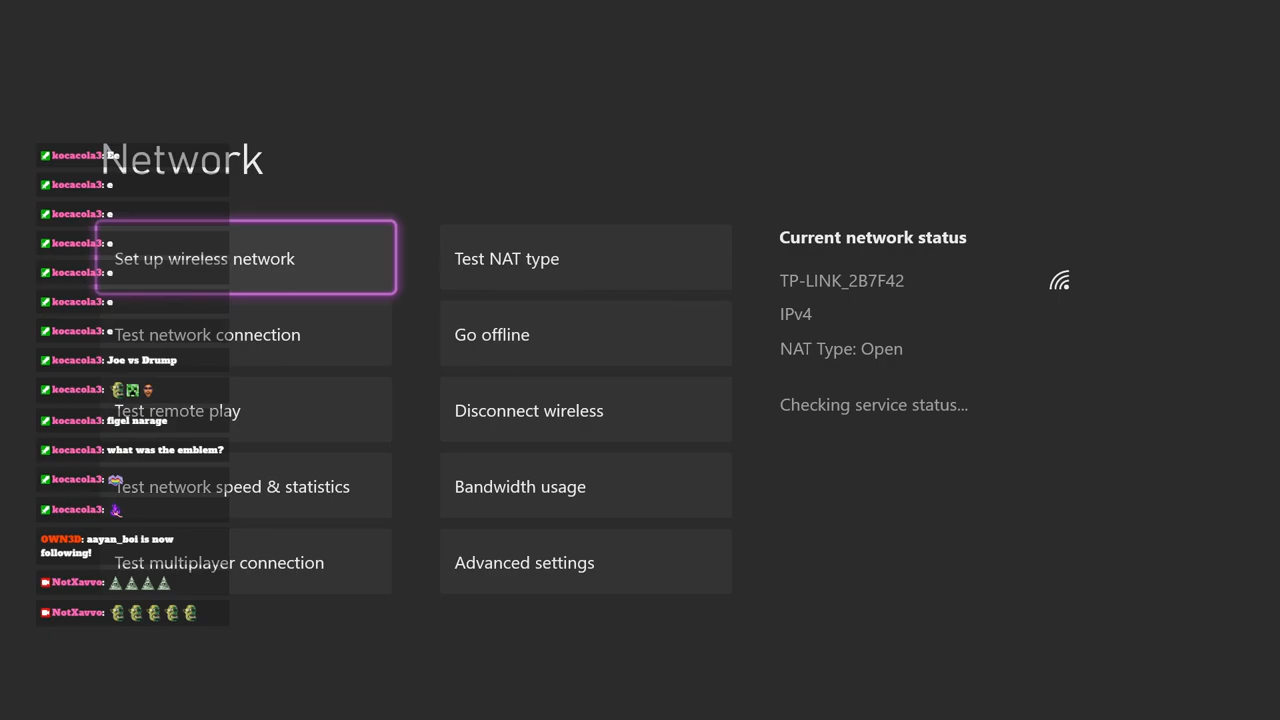 Network
kocacola3: Ee
kocacola3: e
kocacola3: e
kocacola3: e
kocacola3: e
kocacola3: e
kocacola3: e
kocacola3: Joe vs Drump
kocacola3:
kocacola3: figel narage
kocacola3: what was the emblem?
kocacola3:
kocacola3:
OWN3D: aayan_boi is now
following!
NotXavvo:
NotXavvo:
Set up wireless network
Test network connection
Test remote play
Test network speed & statistics
Test multiplayer connection
Test NAT type
Go offline
Disconnect wireless
Bandwidth usage
Advanced settings
Current network status
TP-LINK_2B7F42
IPv4
NAT Type: Open
Checking service status...